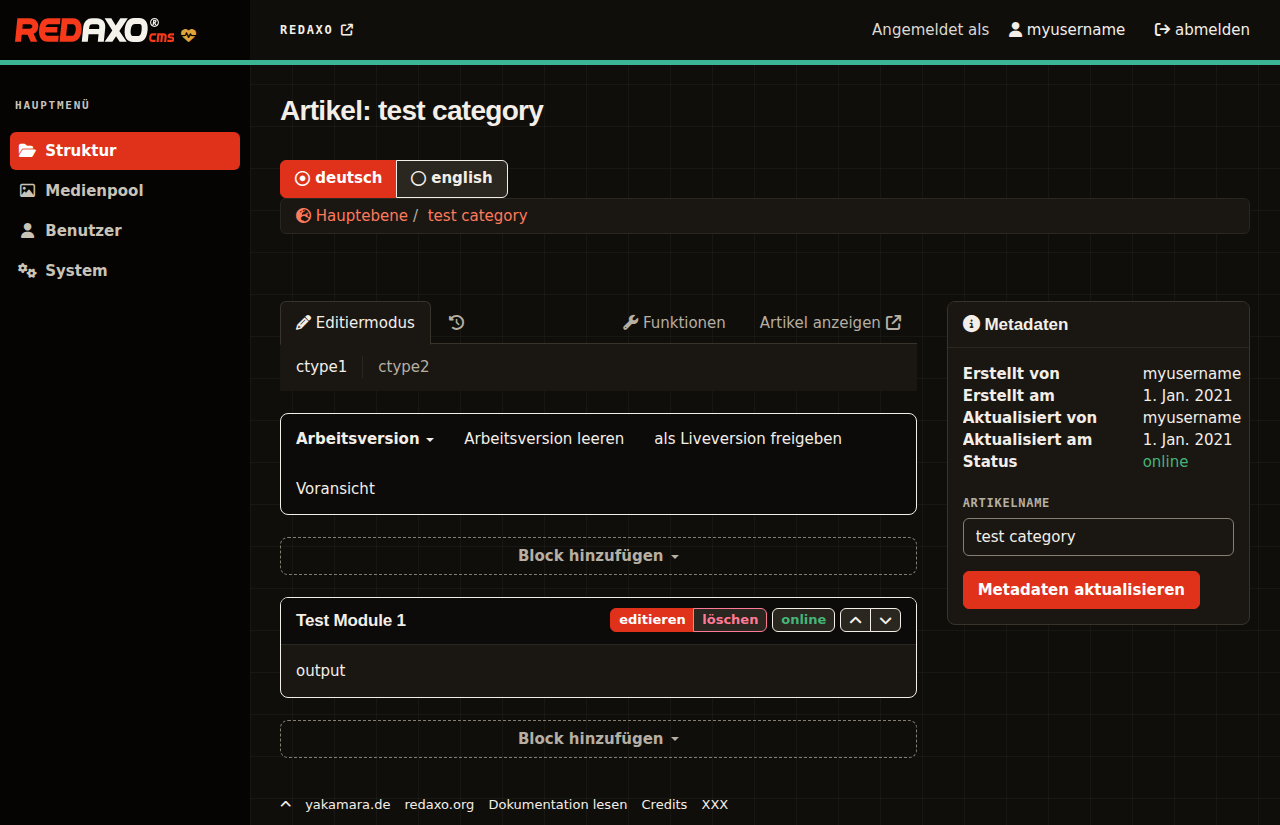 REDAXO® cms
REDAXO
Angemeldet als myusername abmelden
HAUPTMENÜ
Struktur
Medienpool
Benutzer
System
Artikel: test category
deutsch english
Hauptebene / test category
Editiermodus Funktionen Artikel anzeigen
ctype1 ctype2
Arbeitsversion Arbeitsversion leeren als Liveversion freigeben
Voransicht
Block hinzufügen
Test Module 1 editieren löschen online
output
Block hinzufügen
Metadaten
Erstellt von myusername
Erstellt am 1. Jan. 2021
Aktualisiert von myusername
Aktualisiert am 1. Jan. 2021
Status online
ARTIKELNAME
test category
Metadaten aktualisieren
yakamara.de redaxo.org Dokumentation lesen Credits XXX